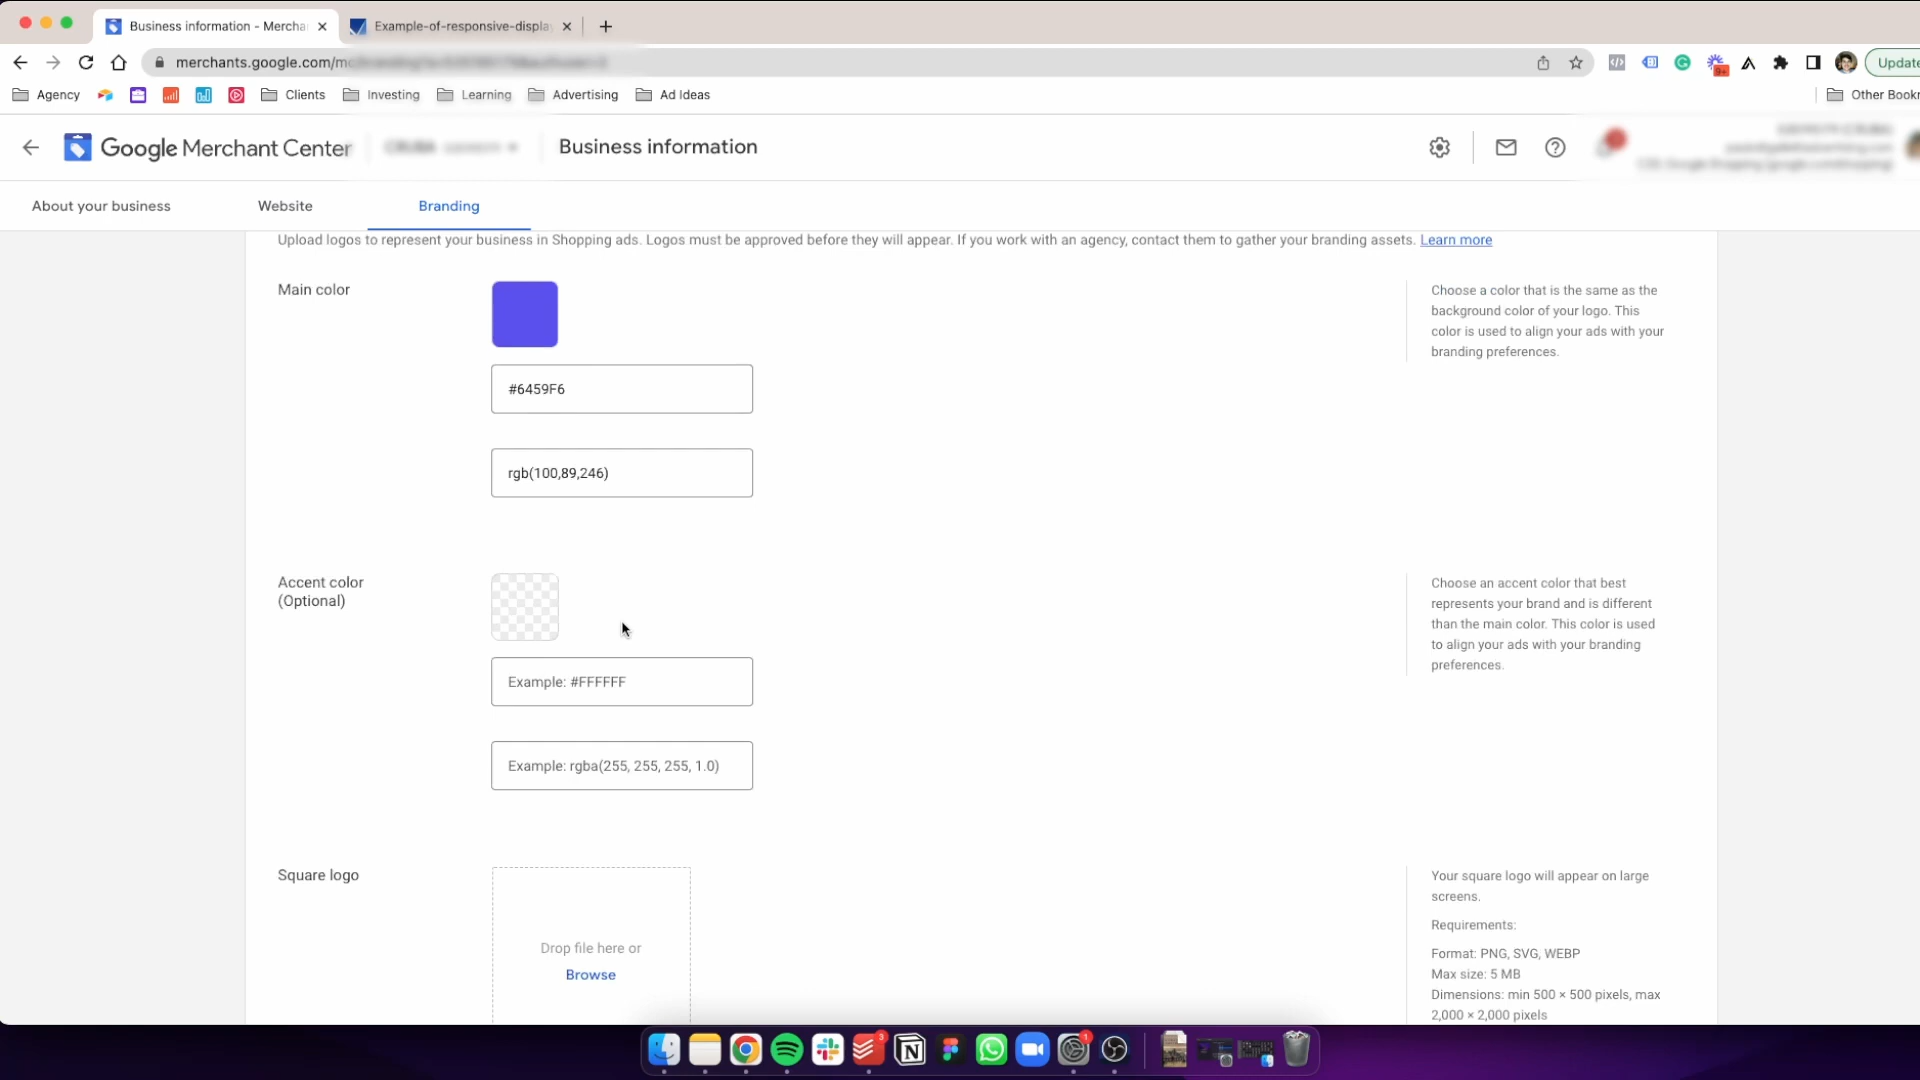 Business information - Mercha
Example-of-responsive-displa
merchants.google.com/m
Update
Agency
Clients
Investing
Learning
Advertising
Ad Ideas
Other Bookr
Google Merchant Center
Business information
About your business
Website
Branding
Upload logos to represent your business in Shopping ads. Logos must be approved before they will appear. If you work with an agency, contact them to gather your branding assets. Learn more
Main color
#6459F6
rgb(100,89,246)
Choose a color that is the same as the
background color of your logo. This
color is used to align your ads with your
branding preferences.
Accent color
(Optional)
Example: #FFFFFF
Example: rgba(255, 255, 255, 1.0)
Choose an accent color that best
represents your brand and is different
than the main color. This color is used
to align your ads with your branding
preferences.
Square logo
Drop file here or
Browse
Your square logo will appear on large
screens.
Requirements:
Format: PNG, SVG, WEBP
Max size: 5 MB
Dimensions: min 500 × 500 pixels, max
2,000 × 2,000 pixels
3
1